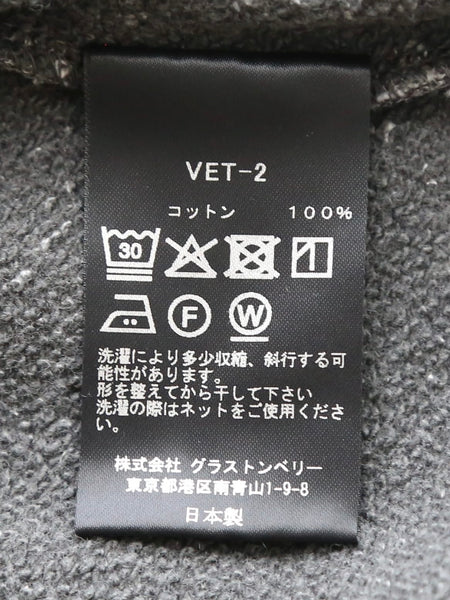 VET-2
コットン 100%
30
F W
洗濯により多少収縮、斜行する可
能性があります。
形を整えてから干して下さい
洗濯の際はネットをご使用くださ
い。
株式会社 グラストンベリー
東京都港区南青山1-9-8
日本製